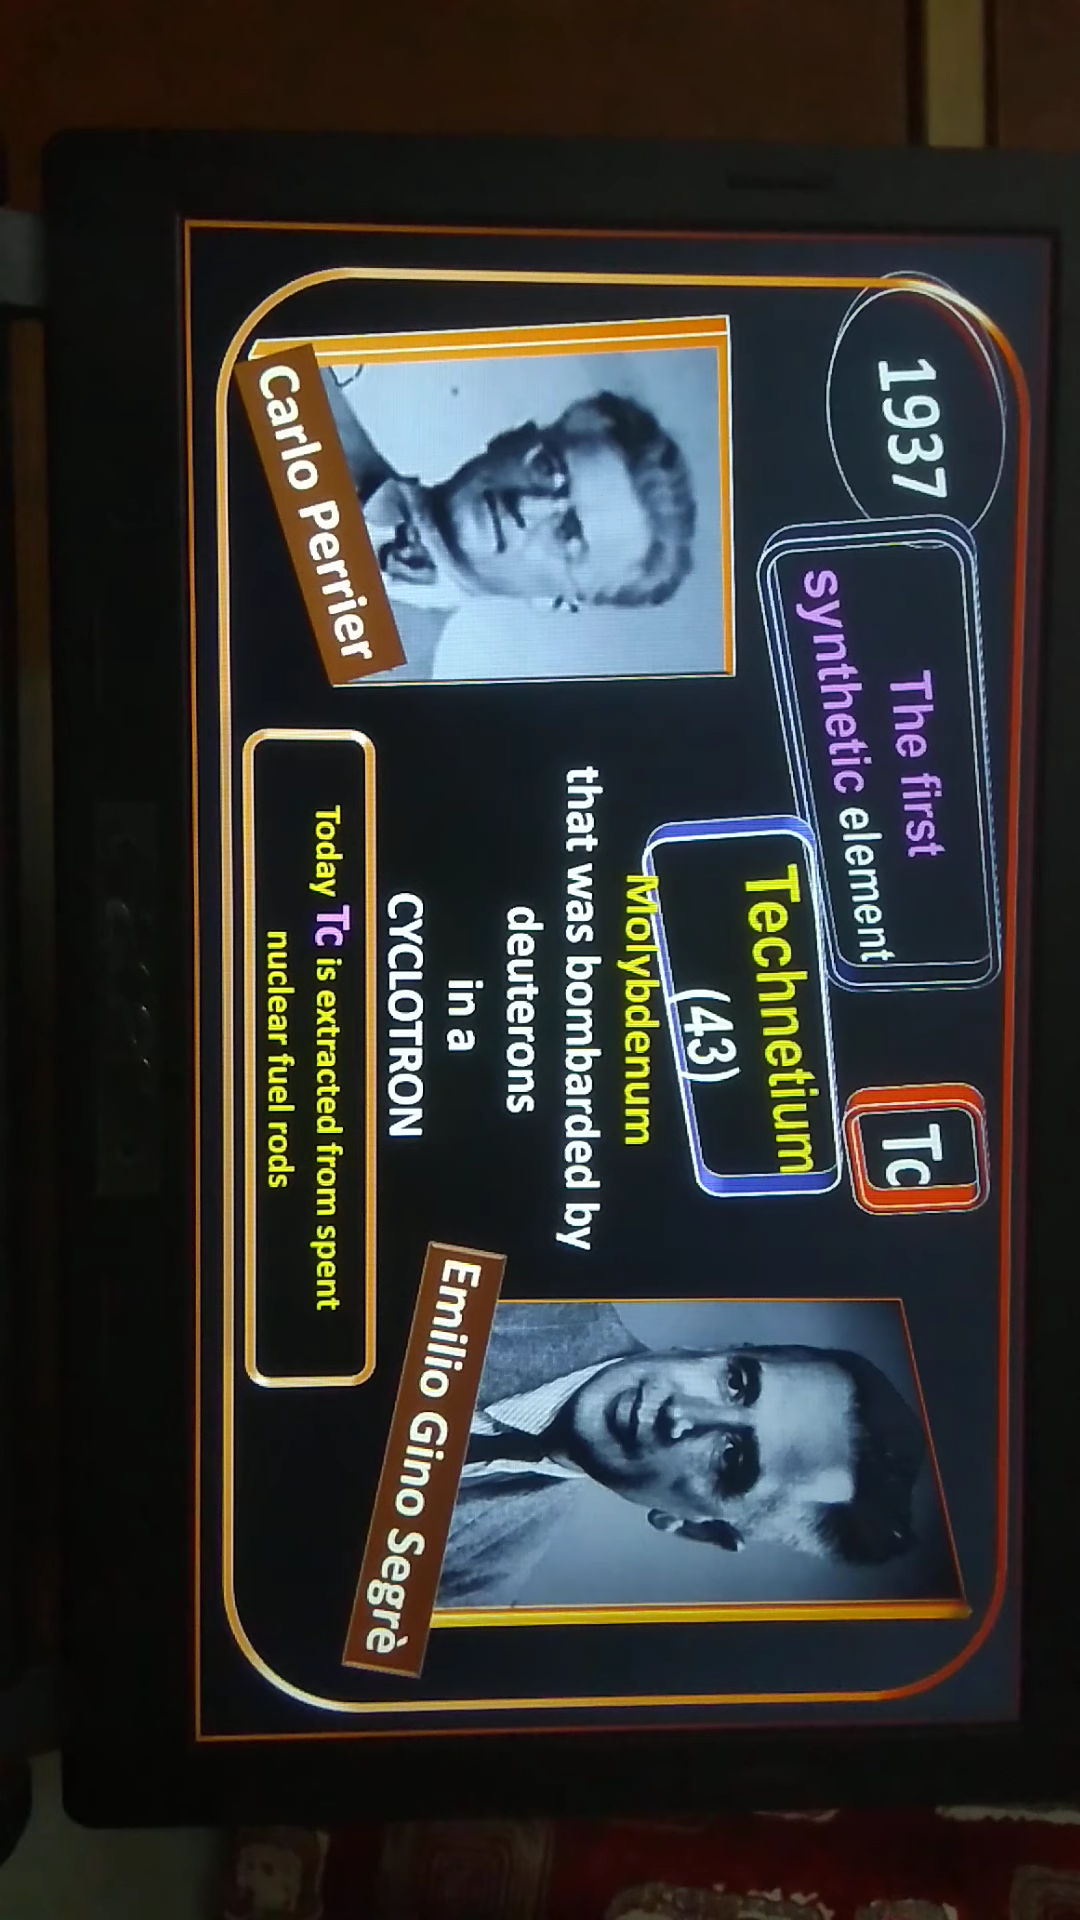 1937
The first
synthetic element
Tc
Technetium
(43)
Molybdenum
that was bombarded by
deuterons
in a
CYCLOTRON
Carlo Perrier
Emilio Gino Segrè
Today Tc is extracted from spent
nuclear fuel rods